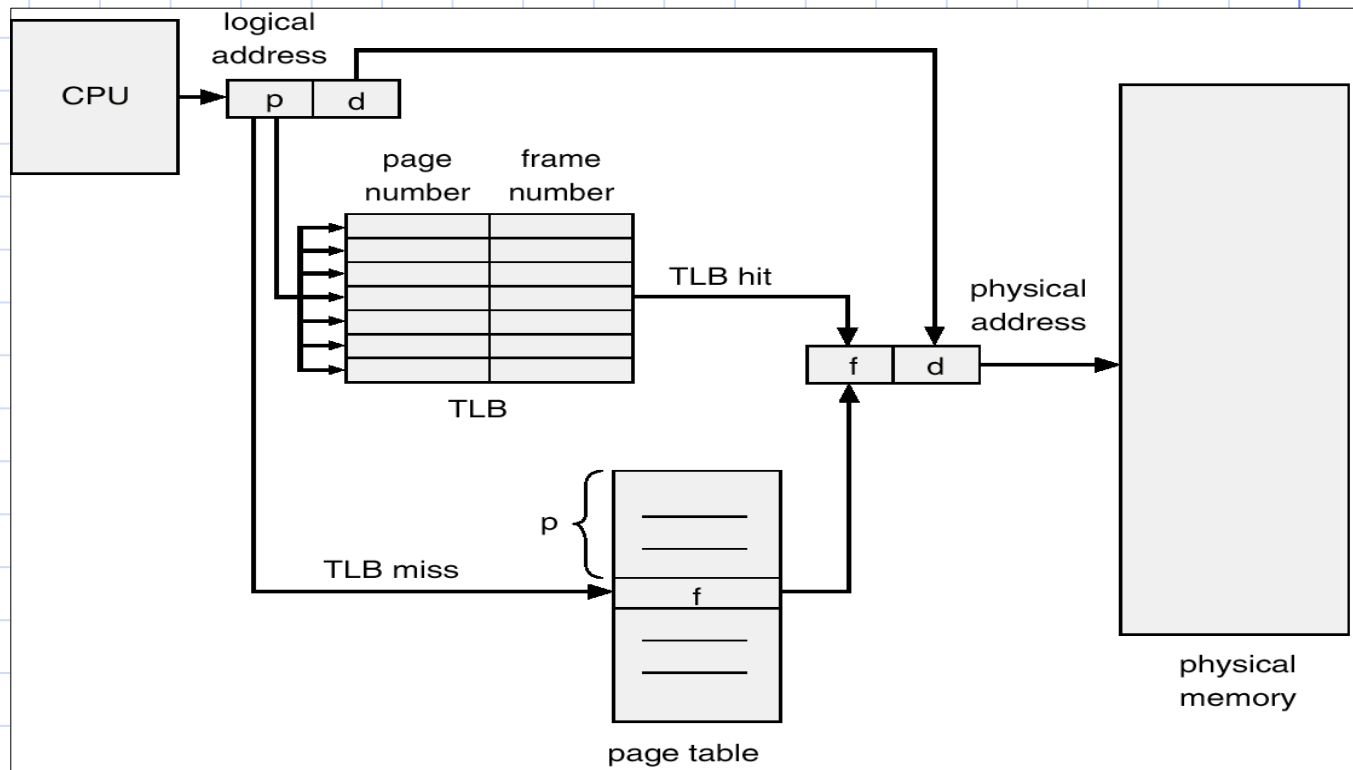 logical
address
CPU
p
d
page
number
frame
number
TLB hit
physical
address
f
d
TLB
p
TLB miss
f
physical
memory
page table